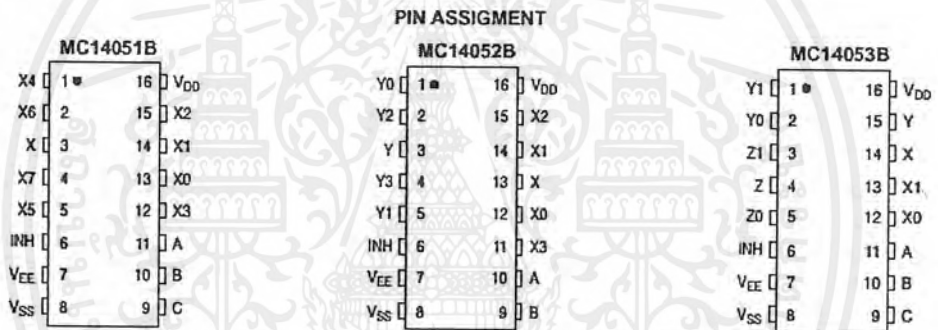 PIN ASSIGMENT
MC14051B
X4 1 16 VDD
X6 2 15 X2
X 3 14 X1
X7 4 13 X0
X5 5 12 X3
INH 6 11 A
VEE 7 10 B
VSS 8 9 C
MC14052B
Y0 1 16 VDD
Y2 2 15 X2
Y 3 14 X1
Y3 4 13 X
Y1 5 12 X0
INH 6 11 X3
VEE 7 10 A
VSS 8 9 B
MC14053B
Y1 1 16 VDD
Y0 2 15 Y
Z1 3 14 X
Z 4 13 X1
Z0 5 12 X0
INH 6 11 A
VEE 7 10 B
VSS 8 9 C